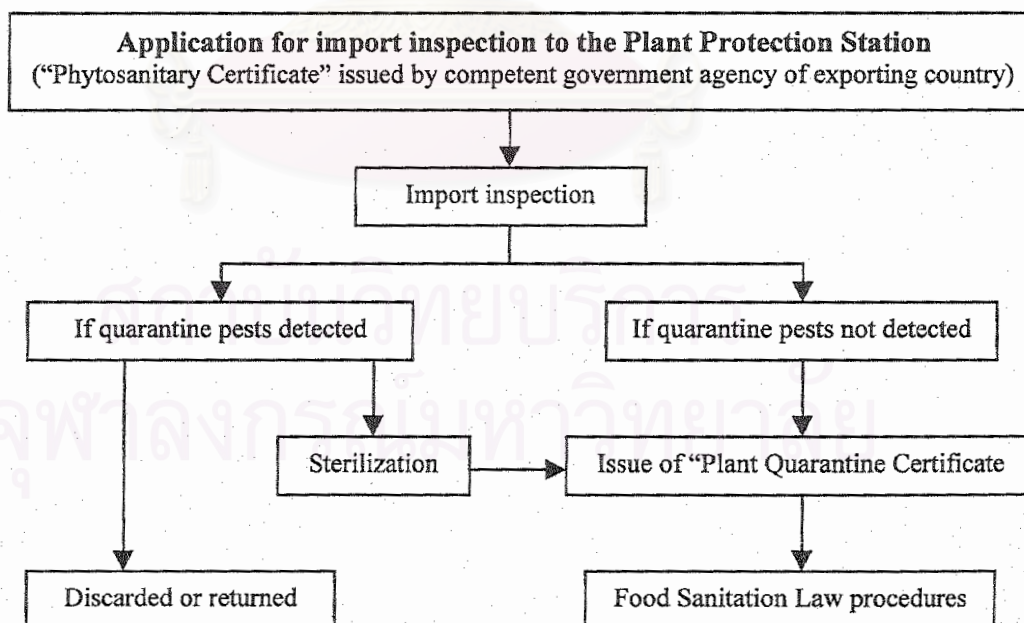 Application for import inspection to the Plant Protection Station
(“Phytosanitary Certificate” issued by competent government agency of exporting country)
Import inspection
If quarantine pests detected
If quarantine pests not detected
Sterilization
Issue of “Plant Quarantine Certificate
Discarded or returned
Food Sanitation Law procedures
สถาบันวิทยบริการ
จุฬาลงกรณ์มหาวิทยาลัย